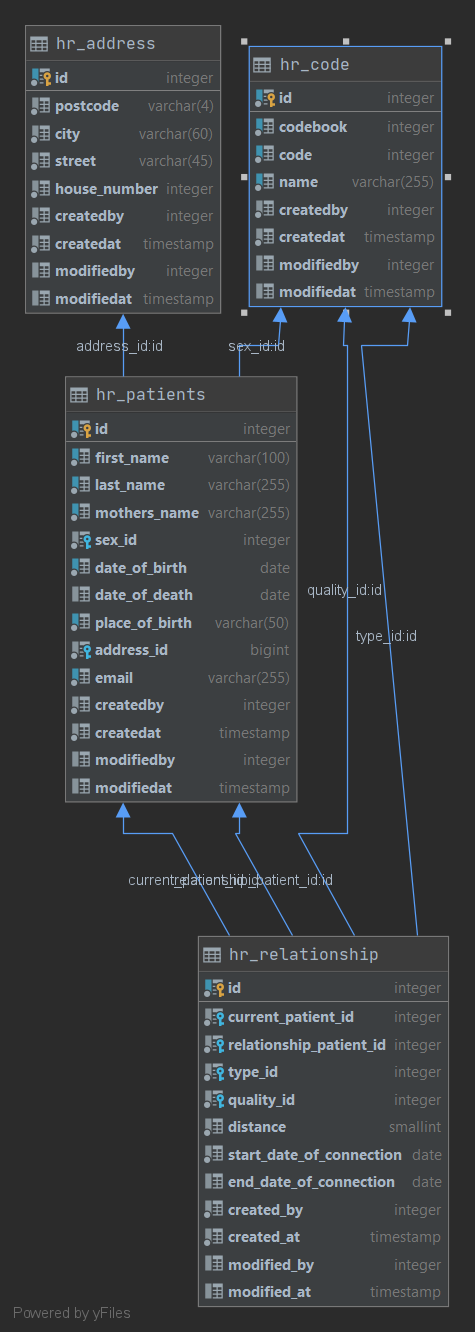 hr_address
id integer
postcode varchar(4)
city varchar(60)
street varchar(45)
house_number integer
createdby integer
createdat timestamp
modifiedby integer
modifiedat timestamp
hr_code
id integer
codebook integer
code integer
name varchar(255)
createdby integer
createdat timestamp
modifiedby integer
modifiedat timestamp
address_id:id
sex_id:id
hr_patients
id integer
first_name varchar(100)
last_name varchar(255)
mothers_name varchar(255)
sex_id integer
date_of_birth date
date_of_death date
place_of_birth varchar(50)
address_id bigint
email varchar(255)
createdby integer
createdat timestamp
modifiedby integer
modifiedat timestamp
quality_id:id
type_id:id
current_patient_id:id
relationship_patient_id:id
hr_relationship
id integer
current_patient_id integer
relationship_patient_id integer
type_id integer
quality_id integer
distance smallint
start_date_of_connection date
end_date_of_connection date
created_by integer
created_at timestamp
modified_by integer
modified_at timestamp
Powered by yFiles